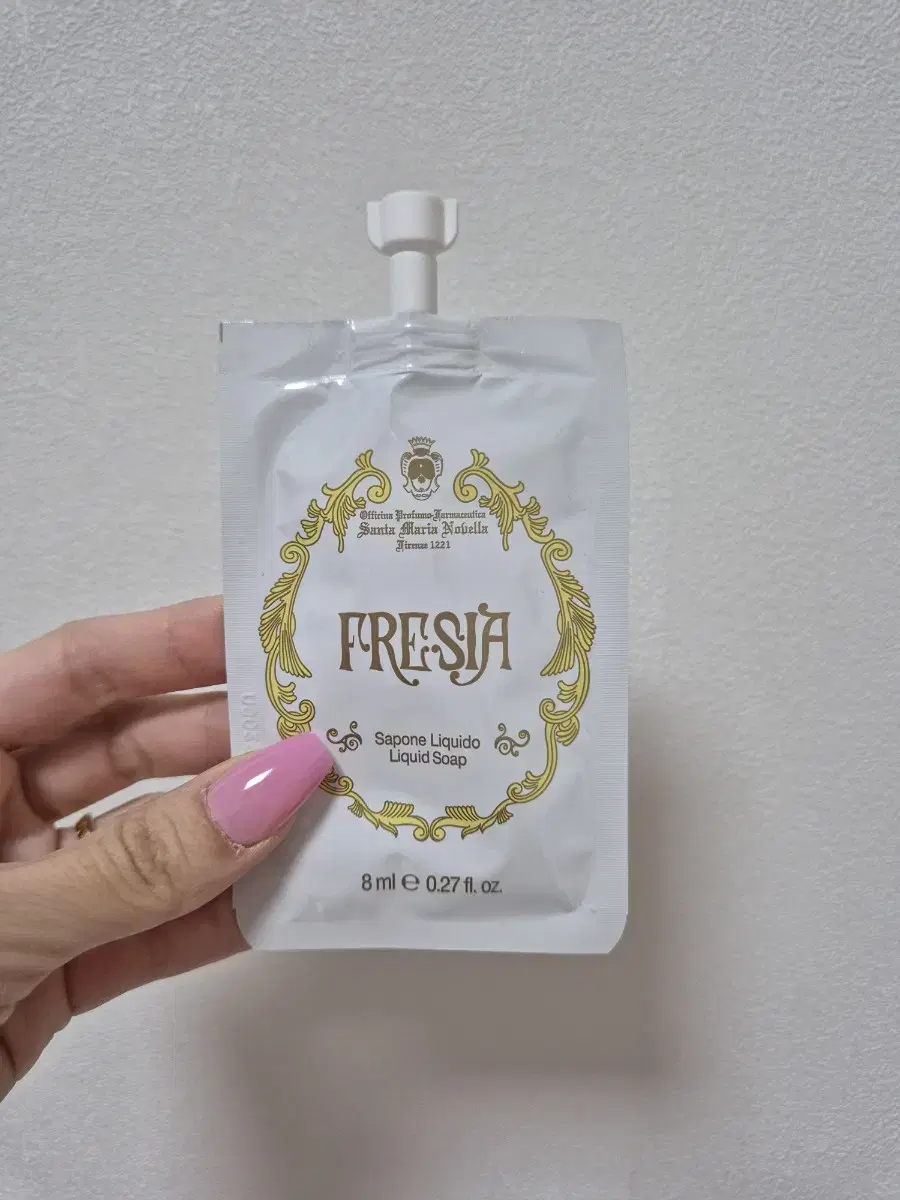 Officina Profumo-Farmaceutica
Santa Maria Novella
Firenze 1221
FRESIA
Sapone Liquido
Liquid Soap
8 ml ℮ 0.27 fl. oz.